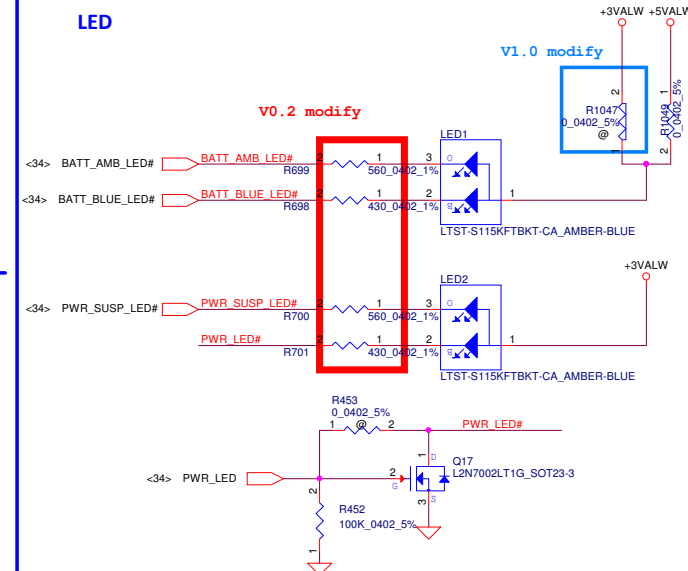 LED
+3VALW +5VALW
V1.0 modify
R1047
0_0402_5%
@
2
1
R1049
0_0402_5%
1
2
V0.2 modify
LED1
<34> BATT_AMB_LED# BATT_AMB_LED# 2 1 3 O
R699 560_0402_1%
<34> BATT_BLUE_LED# BATT_BLUE_LED# 2 1 2 B 1
R698 430_0402_1%
LTST-S115KFTBKT-CA_AMBER-BLUE
+3VALW
LED2
<34> PWR_SUSP_LED# PWR_SUSP_LED# 2 1 3 O
R700 560_0402_1%
PWR_LED# 2 1 2 B 1
R701 430_0402_1%
LTST-S115KFTBKT-CA_AMBER-BLUE
R453
0_0402_5%
1 @ 2 PWR_LED#
1 D
Q17
L2N7002LT1G_SOT23-3
<34> PWR_LED 2 G
3 S
2
R452
100K_0402_5%
1